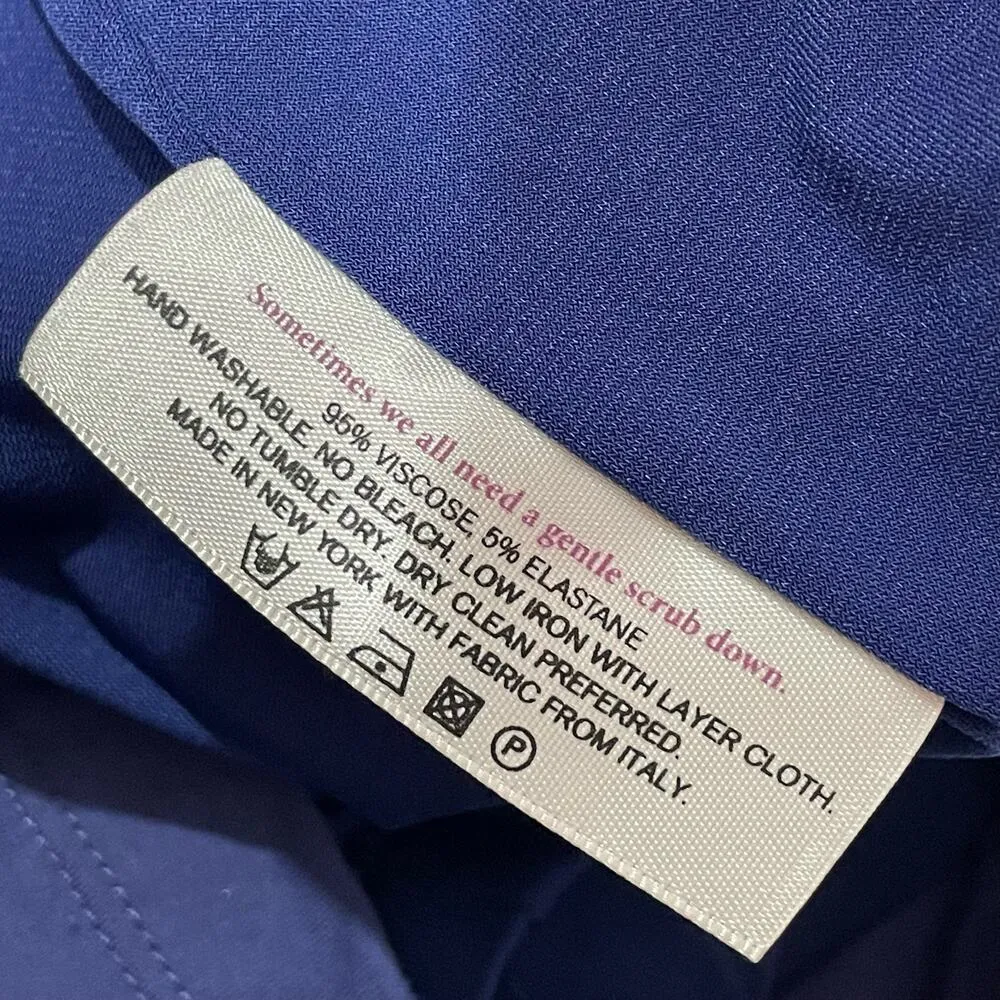 Sometimes we all need a gentle scrub down.
95% VISCOSE, 5% ELASTANE
HAND WASHABLE. NO BLEACH. LOW IRON WITH LAYER CLOTH.
NO TUMBLE DRY. DRY CLEAN PREFERRED.
MADE IN NEW YORK WITH FABRIC FROM ITALY.
P